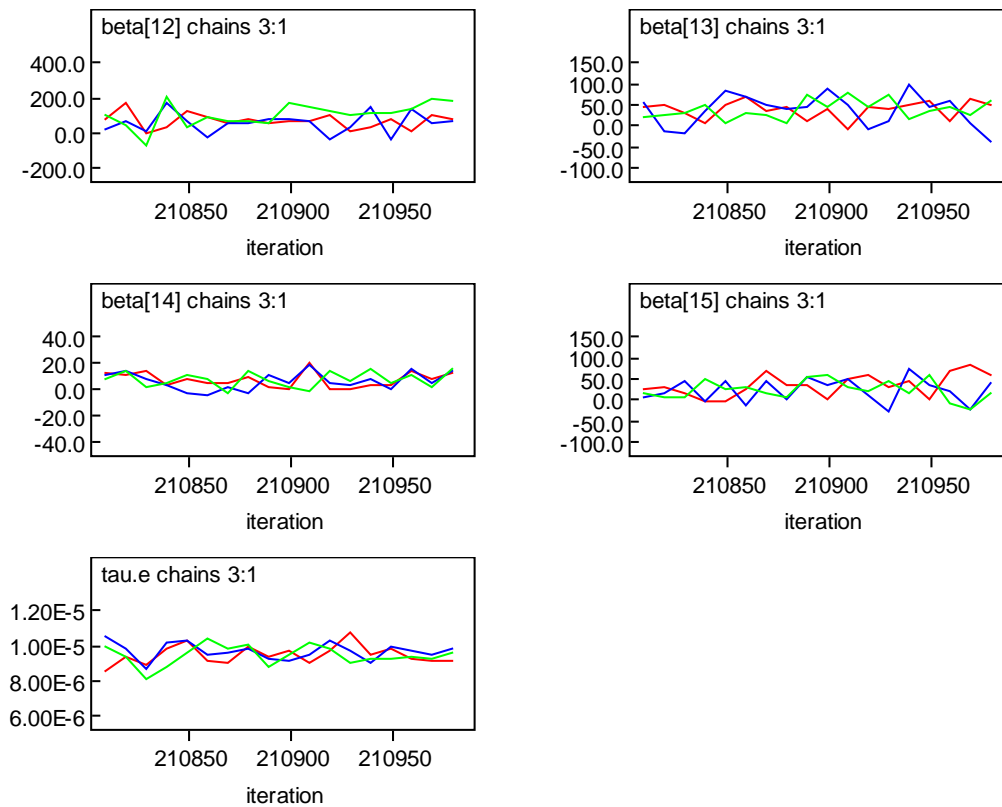 beta[12] chains 3:1
400.0
200.0
0.0
-200.0
210850 210900 210950
iteration
beta[13] chains 3:1
150.0
100.0
50.0
0.0
-50.0
-100.0
210850 210900 210950
iteration
beta[14] chains 3:1
40.0
20.0
0.0
-20.0
-40.0
210850 210900 210950
iteration
beta[15] chains 3:1
150.0
100.0
50.0
0.0
-50.0
-100.0
210850 210900 210950
iteration
tau.e chains 3:1
1.20E-5
1.00E-5
8.00E-6
6.00E-6
210850 210900 210950
iteration